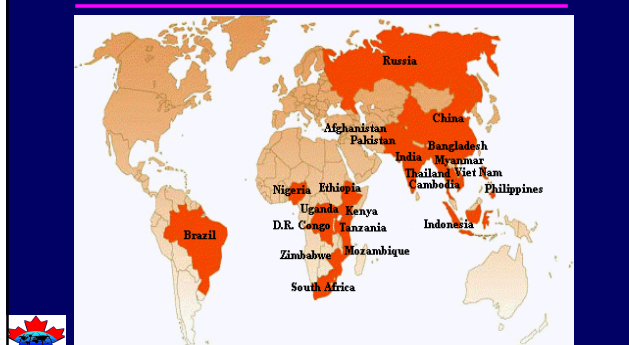 Russia
China
Afghanistan
Pakistan
Bangladesh
India
Myanmar
Thailand Viet Nam
Cambodia
Philippines
Nigeria Ethiopia
Uganda Kenya
D.R. Congo Tanzania
Indonesia
Brazil
Zimbabwe Mozambique
South Africa